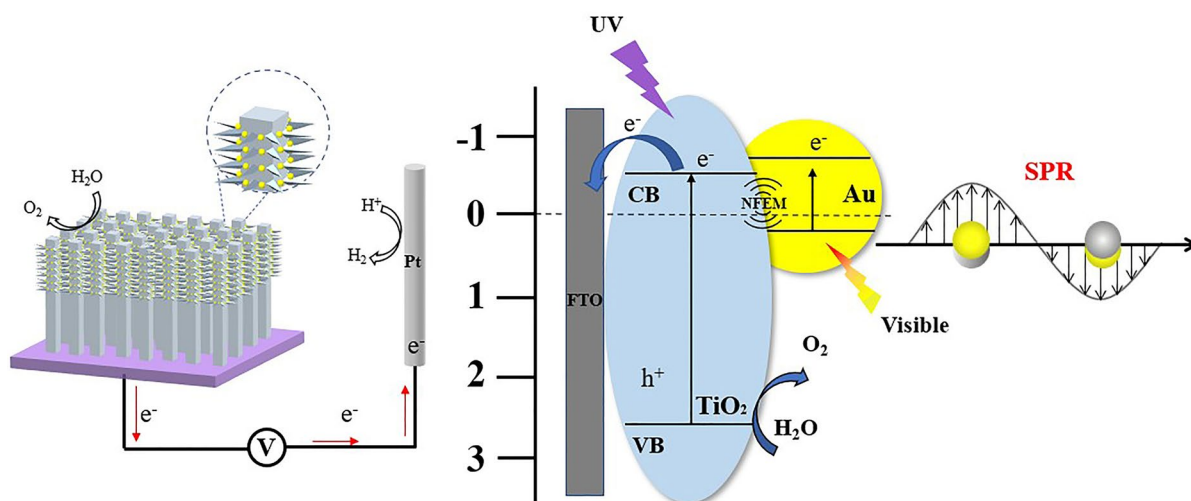 H₂O
O₂
H⁺
H₂
Pt
e⁻
e⁻
V
e⁻
UV
-1
0
1
2
3
FTO
e⁻
e⁻
CB
NFEM
e⁻
Au
Visible
h⁺
TiO₂
VB
O₂
H₂O
SPR